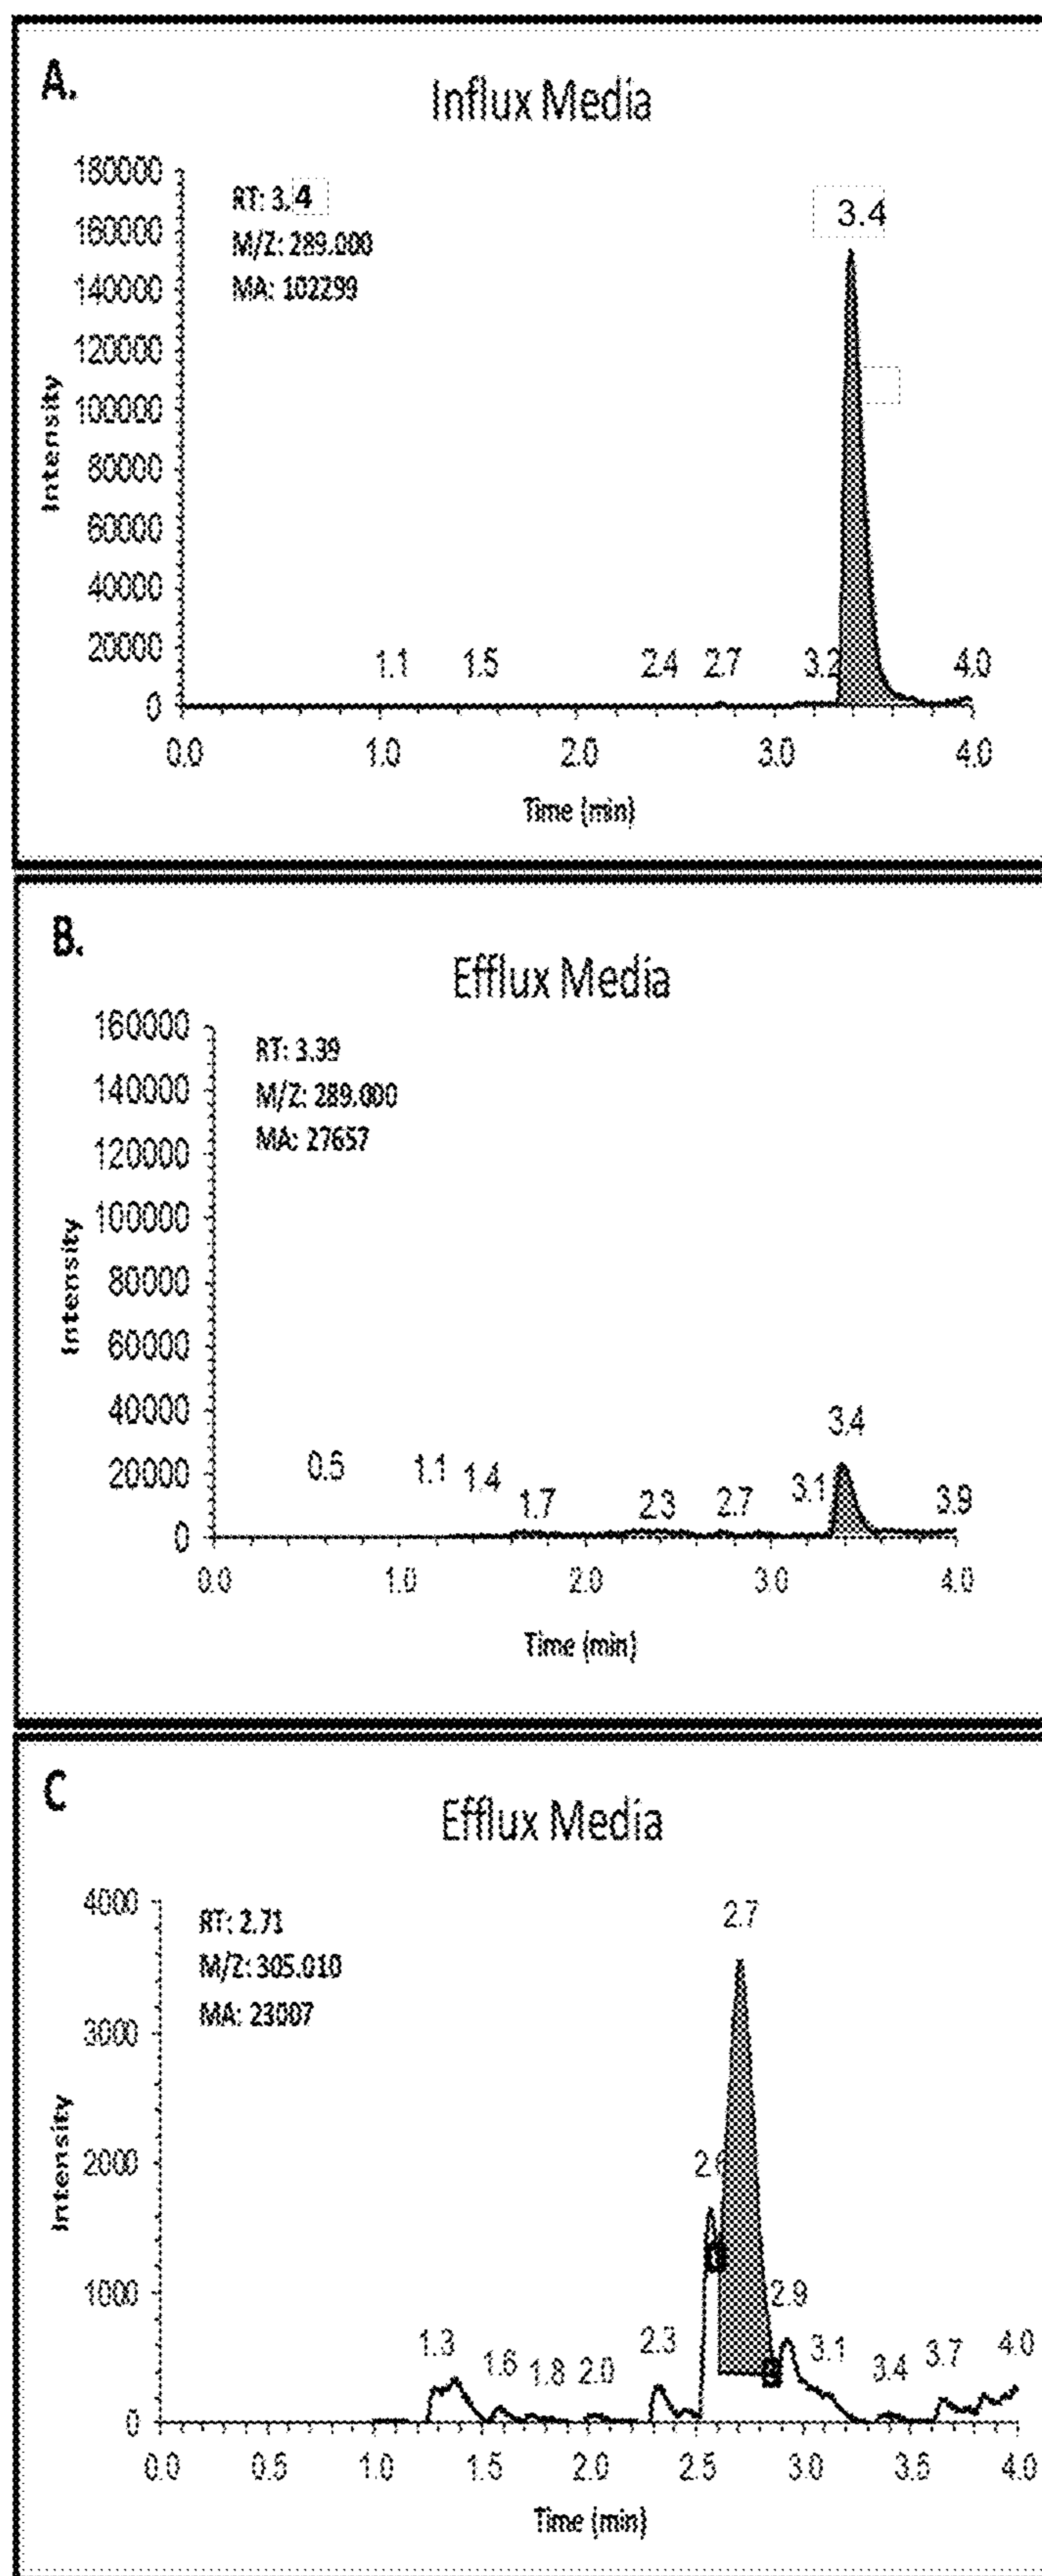 A.
Influx Media
180000
160000
140000
120000
100000
80000
60000
40000
20000
0
Intensity
RT: 3.4
M/Z: 289.000
MA: 102299
3.4
1.1 1.5 2.4 2.7 3.2 4.0
0.0 1.0 2.0 3.0 4.0
Time (min)
B.
Efflux Media
160000
140000
120000
100000
80000
60000
40000
20000
0
Intensity
RT: 3.39
M/Z: 289.000
MA: 27657
3.4
0.5 1.1 1.4 1.7 2.3 2.7 3.1 3.9
0.0 1.0 2.0 3.0 4.0
Time (min)
C
Efflux Media
4000
3000
2000
1000
0
Intensity
RT: 2.71
M/Z: 305.010
MA: 23007
2.7
1.3 1.6 1.8 2.0 2.3 2.9 3.1 3.4 3.7 4.0
0.0 0.5 1.0 1.5 2.0 2.5 3.0 3.5 4.0
Time (min)